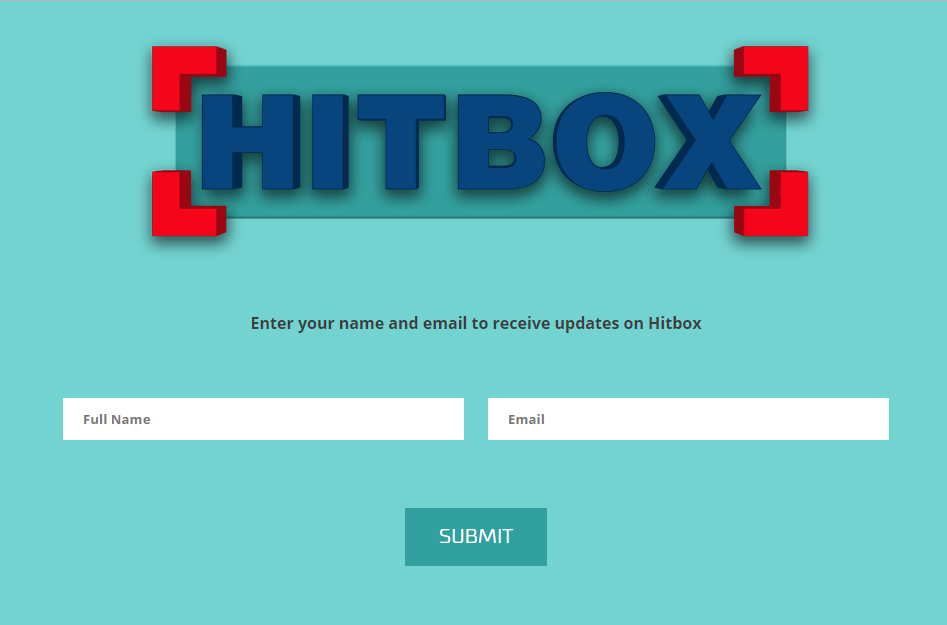 HITBOX
Enter your name and email to receive updates on Hitbox
Full Name
Email
SUBMIT